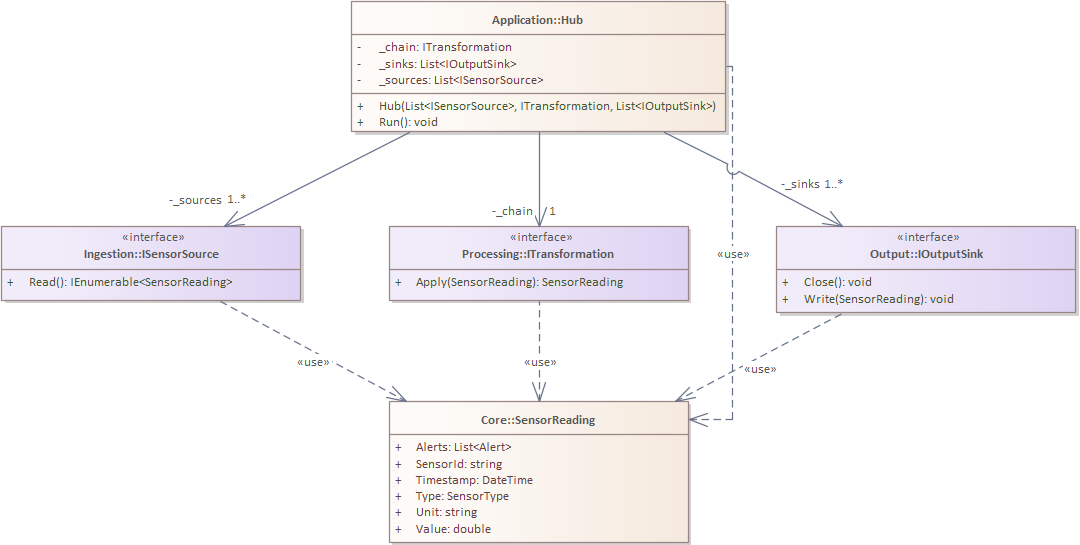 Application::Hub
- _chain: ITransformation
- _sinks: List<IOutputSink>
- _sources: List<ISensorSource>
+ Hub(List<ISensorSource>, ITransformation, List<IOutputSink>)
+ Run(): void
-_sources 1..*
-_chain 1
-_sinks 1..*
«interface»
Ingestion::ISensorSource
+ Read(): IEnumerable<SensorReading>
«interface»
Processing::ITransformation
+ Apply(SensorReading): SensorReading
«use»
«interface»
Output::IOutputSink
+ Close(): void
+ Write(SensorReading): void
«use»
«use»
«use»
Core::SensorReading
+ Alerts: List<Alert>
+ SensorId: string
+ Timestamp: DateTime
+ Type: SensorType
+ Unit: string
+ Value: double